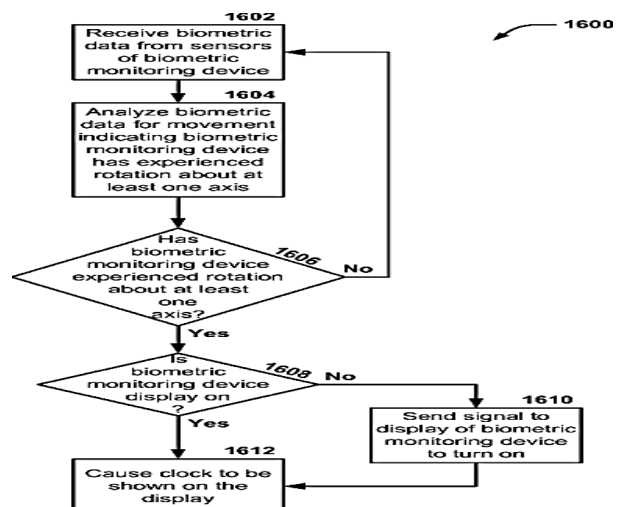 1602
1600
Receive biometric
data from sensors
of biometric
monitoring device
1604
Analyze biometric
data for movement
indicating biometric
monitoring device
has experienced
rotation about at
least one axis
Has
biometric
monitoring device
experienced rotation
about at least
one
axis?
1606
No
Yes
Is
biometric
monitoring device
display on
?
1608
No
Yes
1610
Send signal to
display of biometric
monitoring device
to turn on
1612
Cause clock to be
shown on the
display